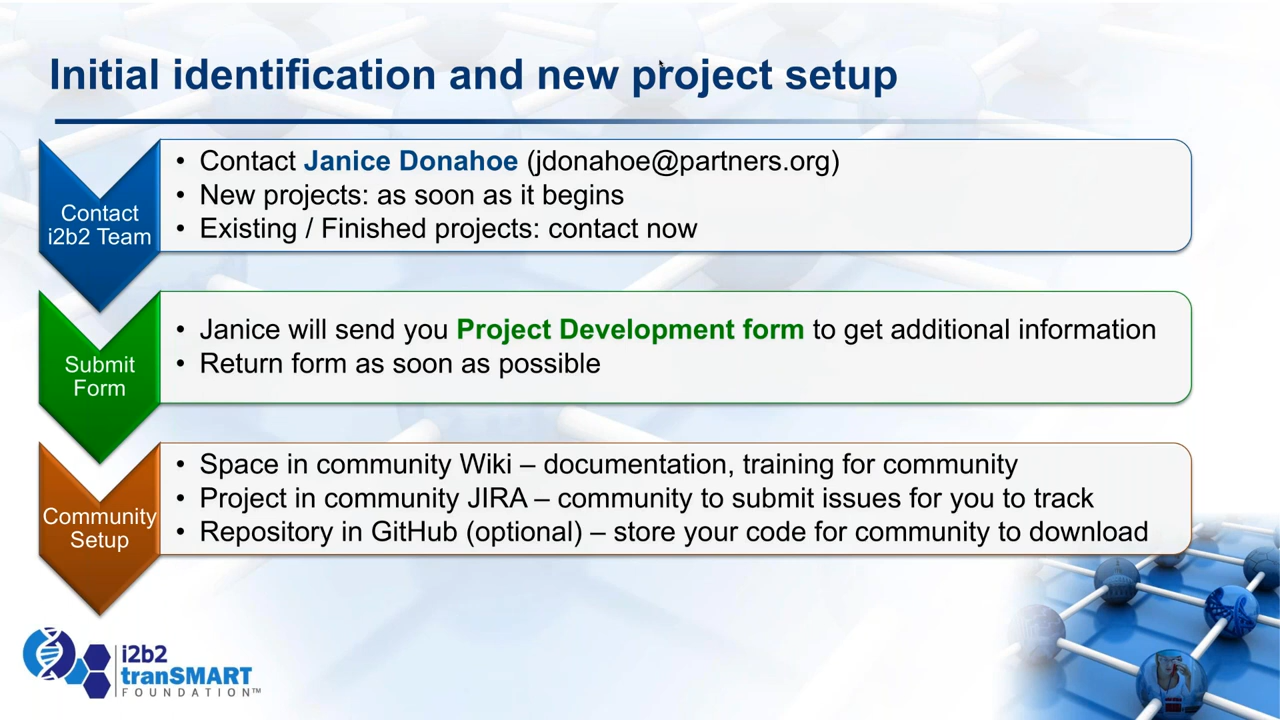 Initial identification and new project setup
Contact
i2b2 Team
• Contact Janice Donahoe (jdonahoe@partners.org)
• New projects: as soon as it begins
• Existing / Finished projects: contact now
Submit
Form
• Janice will send you Project Development form to get additional information
• Return form as soon as possible
Community
Setup
• Space in community Wiki – documentation, training for community
• Project in community JIRA – community to submit issues for you to track
• Repository in GitHub (optional) – store your code for community to download
i2b2
tranSMART
FOUNDATION™